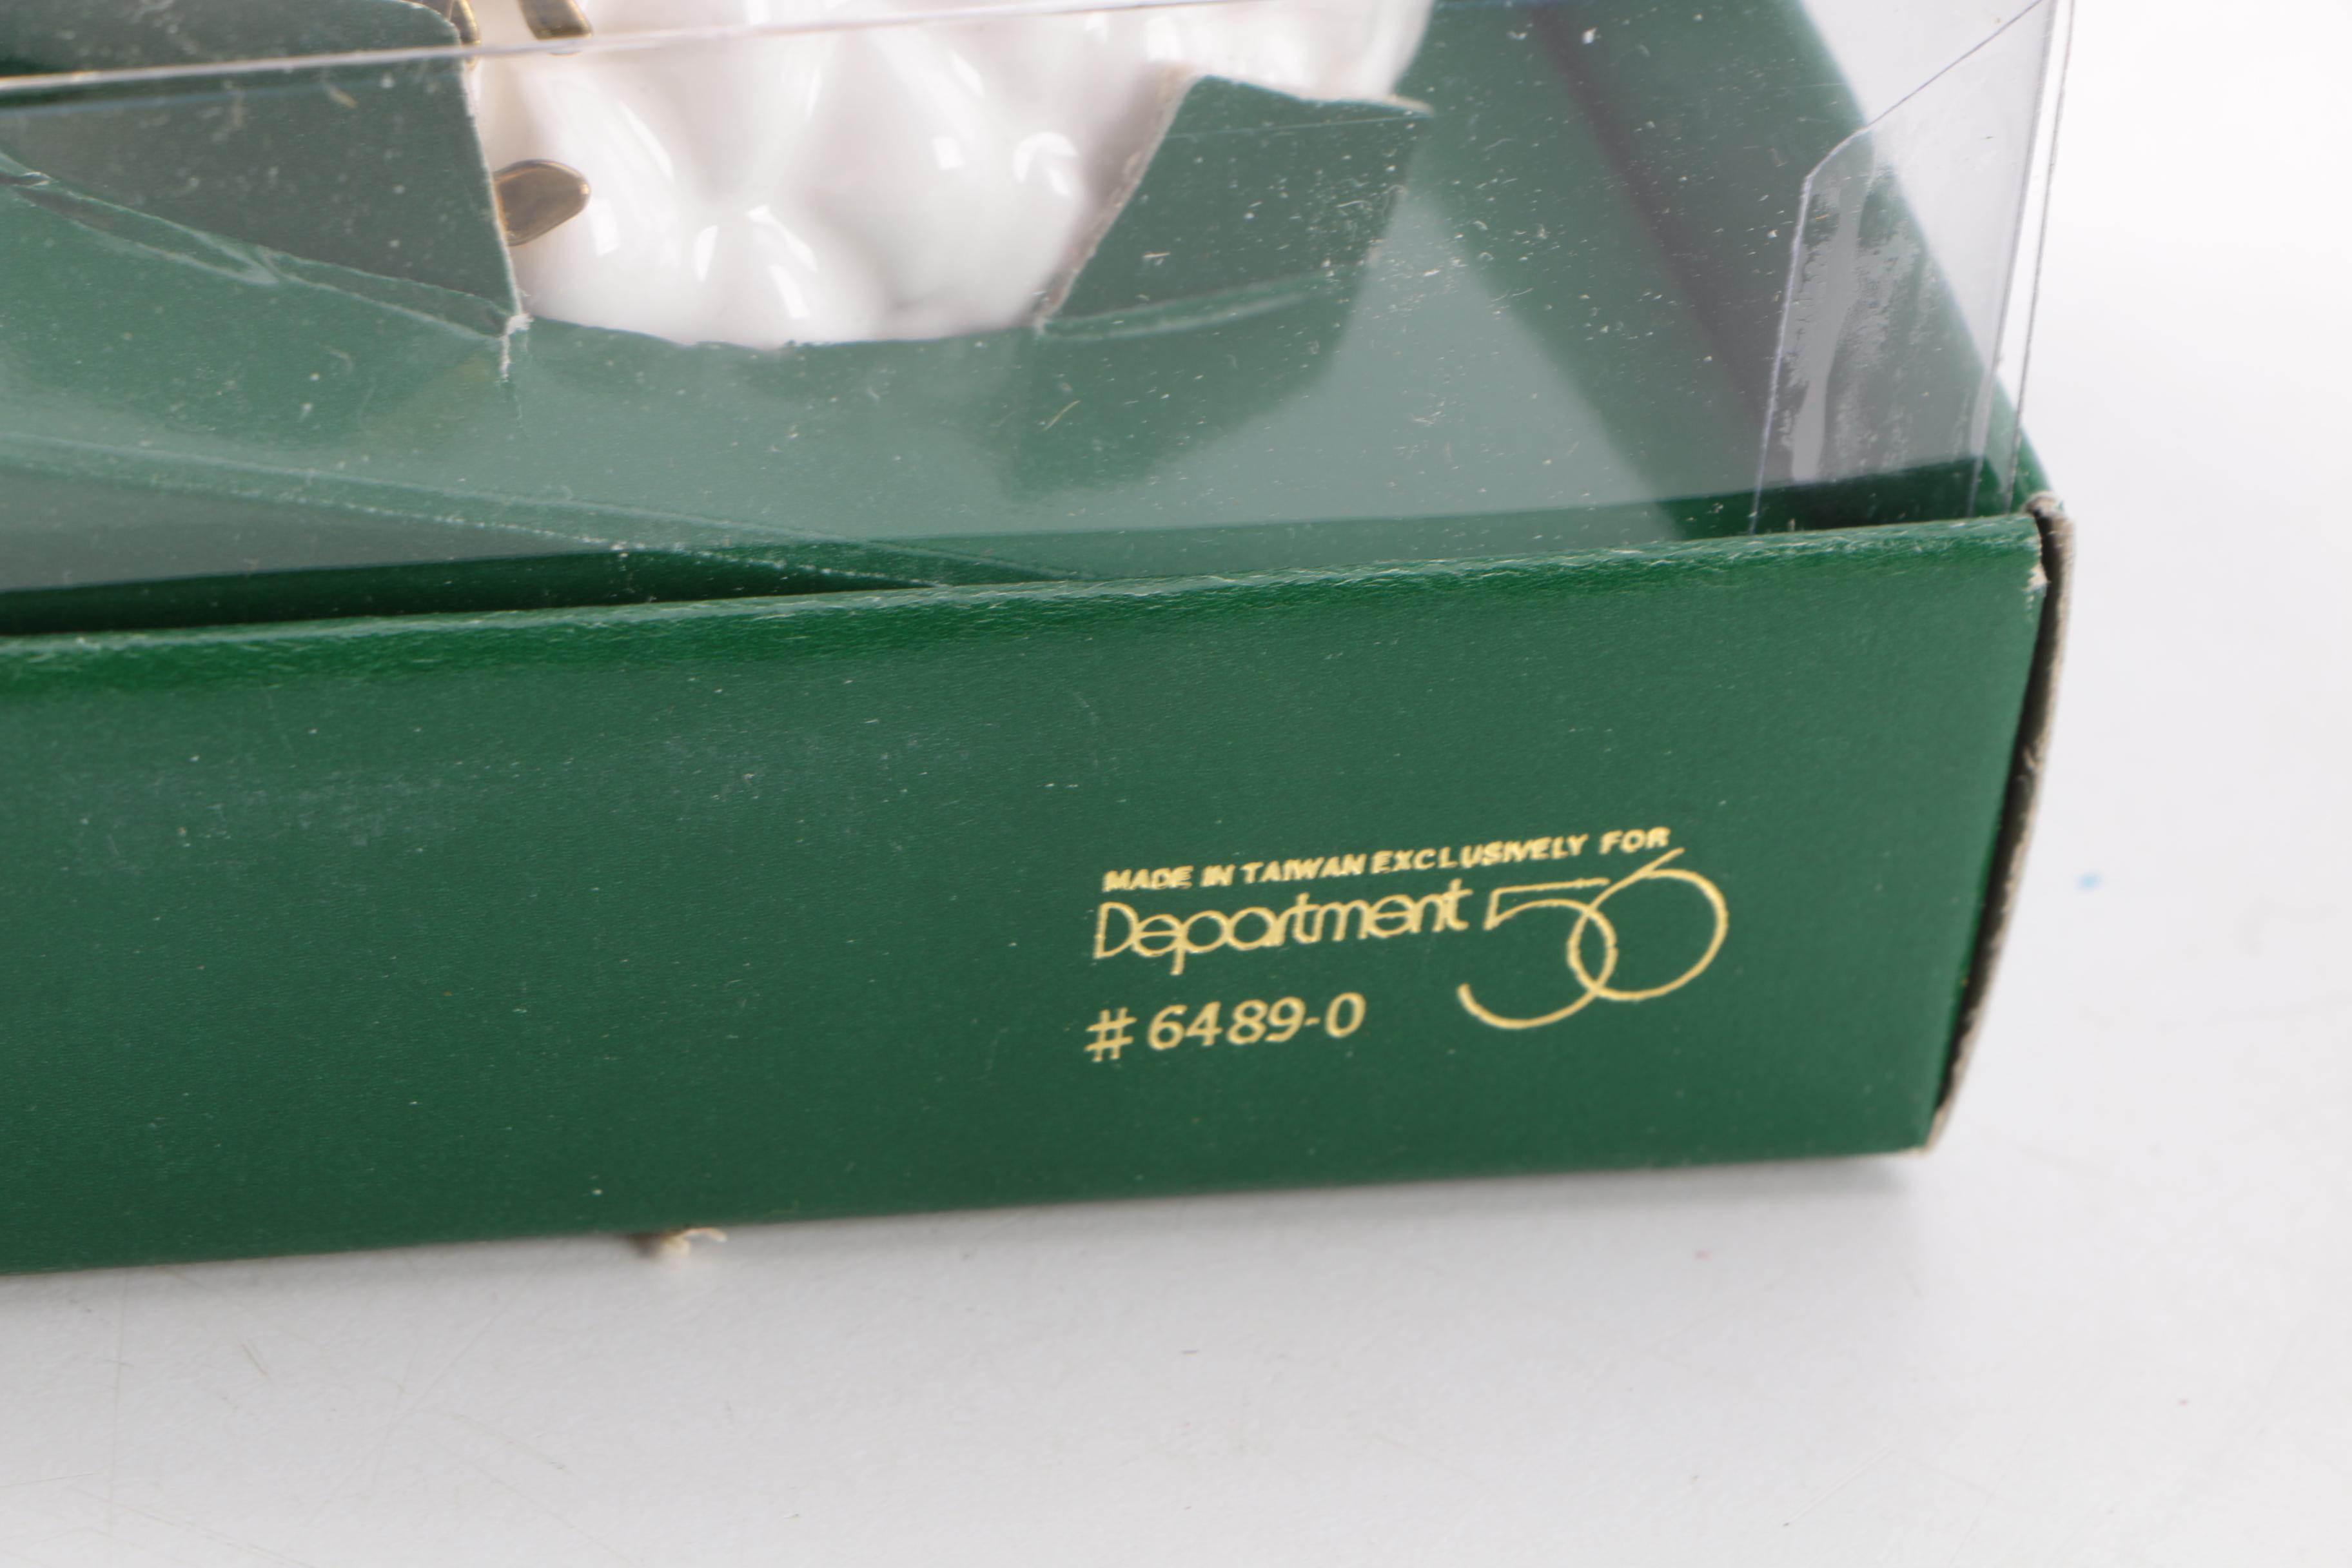 MADE IN TAIWAN EXCLUSIVELY FOR
Department 56
# 6489-0